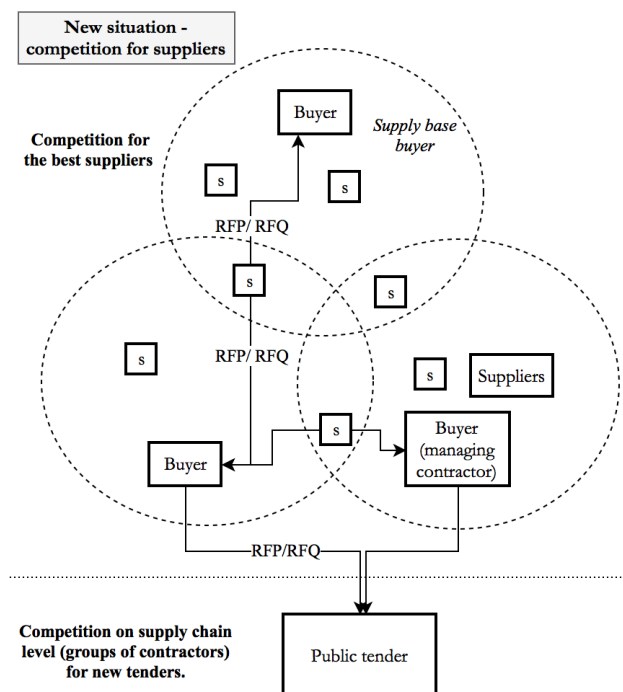 New situation -
competition for suppliers
Buyer
Supply base
buyer
Competition for
the best suppliers
s
s
RFP/ RFQ
s
s
RFP/ RFQ
s
s
Suppliers
s
Buyer
(managing
contractor)
Buyer
RFP/RFQ
Competition on supply chain
level (groups of contractors)
for new tenders.
Public tender